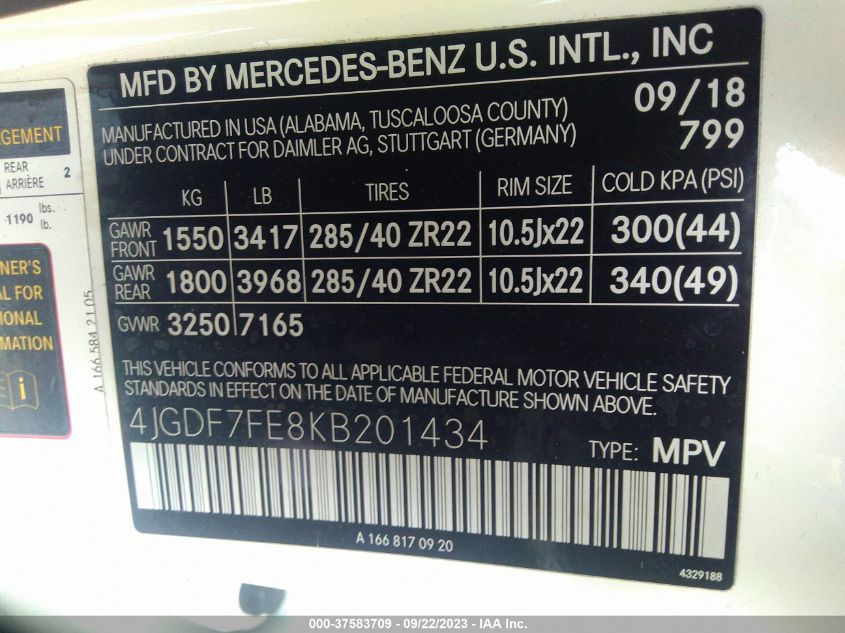 MFD BY MERCEDES-BENZ U.S. INTL., INC
09/18
MANUFACTURED IN USA (ALABAMA, TUSCALOOSA COUNTY)
UNDER CONTRACT FOR DAIMLER AG, STUTTGART (GERMANY)
799
KG LB TIRES RIM SIZE COLD KPA (PSI)
GAWR FRONT 1550 3417 285/40 ZR22 10.5Jx22 300(44)
GAWR REAR 1800 3968 285/40 ZR22 10.5Jx22 340(49)
GVWR 3250 7165
THIS VEHICLE CONFORMS TO ALL APPLICABLE FEDERAL MOTOR VEHICLE SAFETY
STANDARDS IN EFFECT ON THE DATE OF MANUFACTURE SHOWN ABOVE.
4JGDF7FE8KB201434
TYPE: MPV
A 166 817 09 20
4329188
REAR
ARRIÈRE 2
1190 lbs.
lb.
A 166 584 21 05
FOR
000-37583709 - 09/22/2023 - IAA Inc.